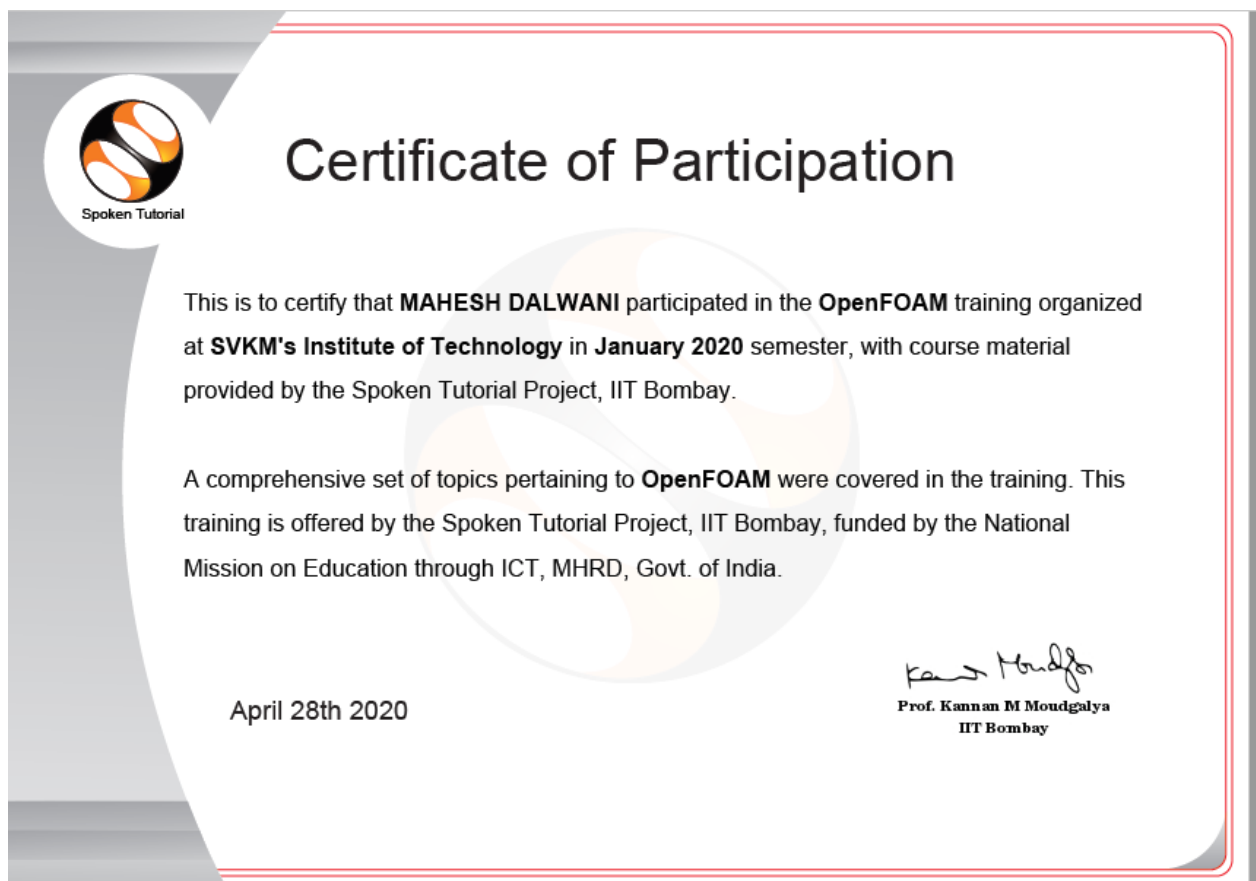 Spoken Tutorial
Certificate of Participation
This is to certify that MAHESH DALWANI participated in the OpenFOAM training organized
at SVKM's Institute of Technology in January 2020 semester, with course material
provided by the Spoken Tutorial Project, IIT Bombay.
A comprehensive set of topics pertaining to OpenFOAM were covered in the training. This
training is offered by the Spoken Tutorial Project, IIT Bombay, funded by the National
Mission on Education through ICT, MHRD, Govt. of India.
April 28th 2020
Prof. Kannan M Moudgalya
IIT Bombay